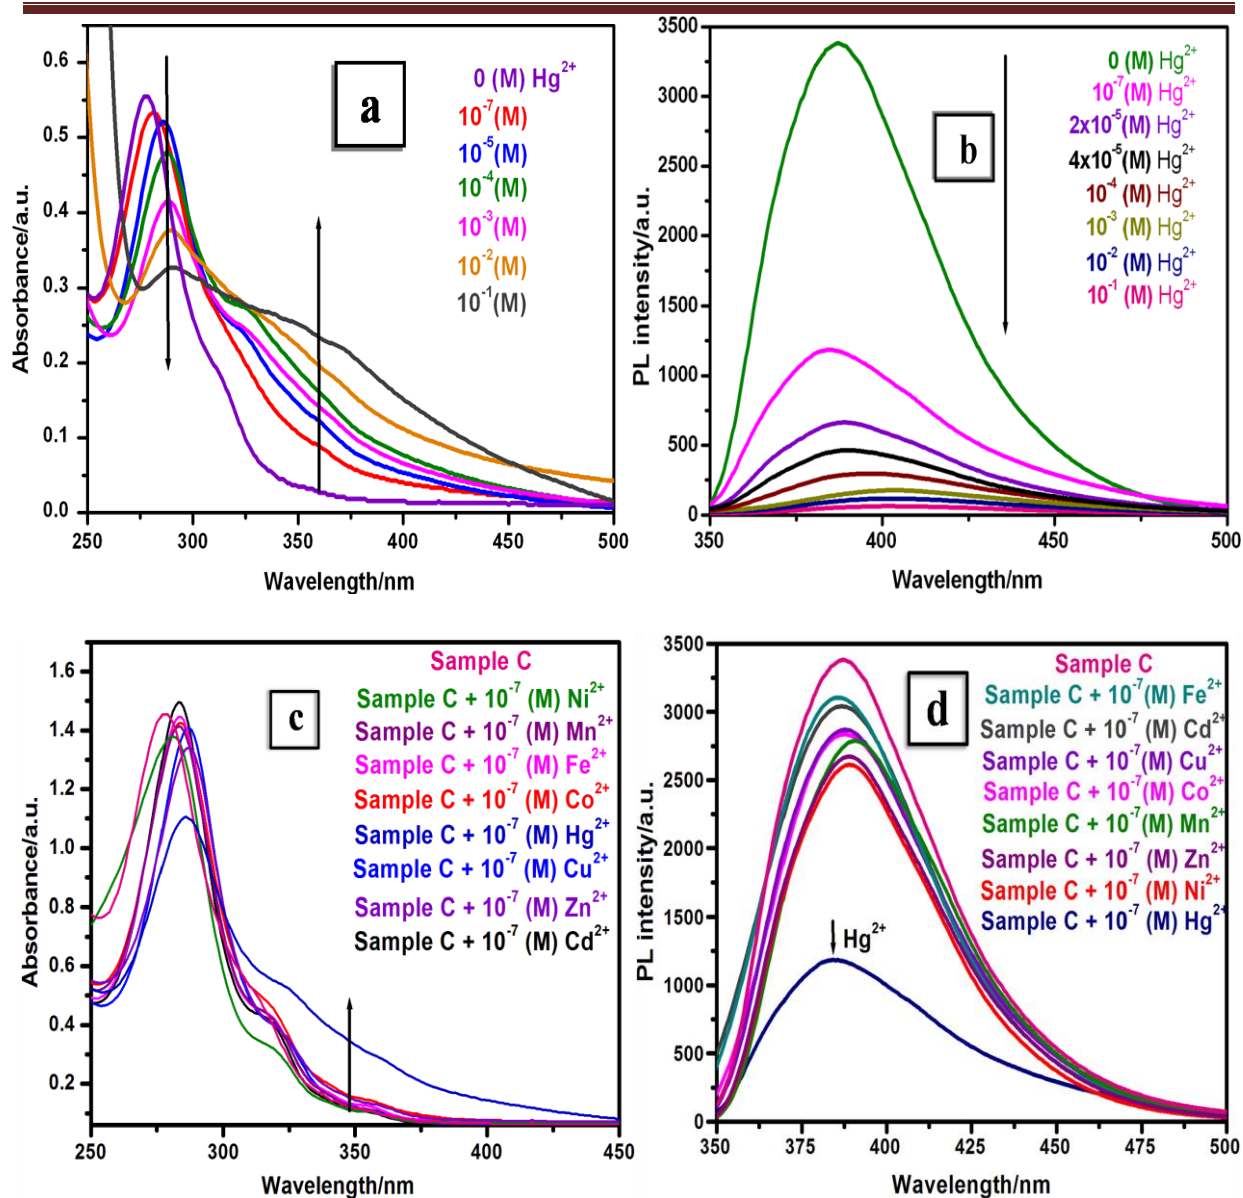 a
0 (M) Hg²⁺
10⁻⁷(M)
10⁻⁵(M)
10⁻⁴(M)
10⁻³(M)
10⁻²(M)
10⁻¹(M)
Absorbance/a.u.
0.6
0.5
0.4
0.3
0.2
0.1
0.0
250 300 350 400 450 500
Wavelength/nm
b
0 (M) Hg²⁺
10⁻⁷(M) Hg²⁺
2x10⁻⁵(M) Hg²⁺
4x10⁻⁵(M) Hg²⁺
10⁻⁴ (M) Hg²⁺
10⁻³ (M) Hg²⁺
10⁻² (M) Hg²⁺
10⁻¹ (M) Hg²⁺
PL intensity/a.u.
3500
3000
2500
2000
1500
1000
500
0
350 400 450 500
Wavelength/nm
c
Sample C
Sample C + 10⁻⁷ (M) Ni²⁺
Sample C + 10⁻⁷ (M) Mn²⁺
Sample C + 10⁻⁷ (M) Fe²⁺
Sample C + 10⁻⁷ (M) Co²⁺
Sample C + 10⁻⁷ (M) Hg²⁺
Sample C + 10⁻⁷ (M) Cu²⁺
Sample C + 10⁻⁷ (M) Zn²⁺
Sample C + 10⁻⁷ (M) Cd²⁺
Absorbance/a.u.
1.6
1.4
1.2
1.0
0.8
0.6
0.4
0.2
250 300 350 400 450
Wavelength/nm
d
Sample C
Sample C + 10⁻⁷(M) Fe²⁺
Sample C + 10⁻⁷ (M) Cd²⁺
Sample C + 10⁻⁷(M) Cu²⁺
Sample C + 10⁻⁷(M) Co²⁺
Sample C + 10⁻⁷(M) Mn²⁺
Sample C + 10⁻⁷ (M) Zn²⁺
Sample C + 10⁻⁷(M) Ni²⁺
Sample C + 10⁻⁷ (M) Hg²⁺
Hg²⁺
PL intensity/a.u.
3500
3000
2500
2000
1500
1000
500
0
350 375 400 425 450 475 500
Wavelength/nm